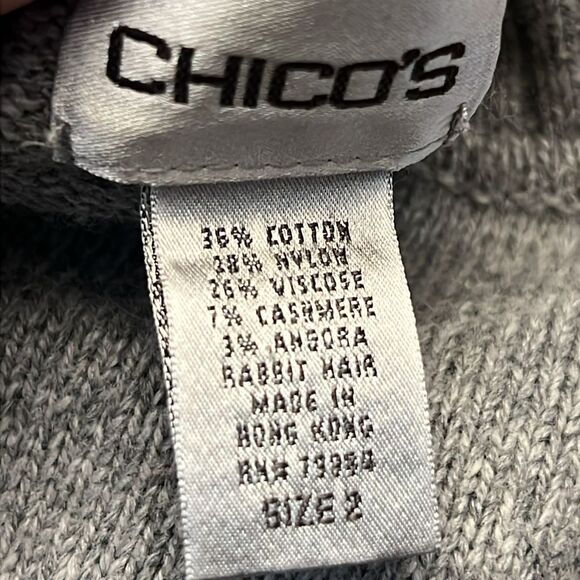 CHICO'S
36% COTTON
28% NYLON
26% VISCOSE
7% CASHMERE
3% ANGORA
RABBIT HAIR
MADE IN
HONG KONG
RN#
SIZE 2